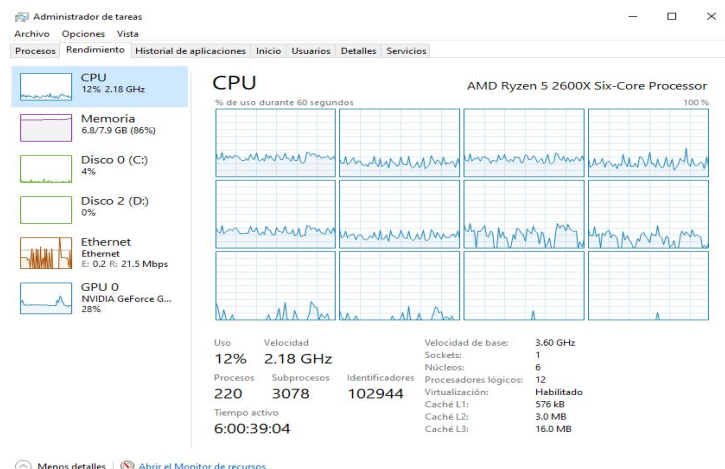 Administrador de tareas
Archivo Opciones Vista
Procesos Rendimiento Historial de aplicaciones Inicio Usuarios Detalles Servicios
CPU
12% 2.18 GHz
Memoria
6.8/7.9 GB (86%)
Disco 0 (C:)
4%
Disco 2 (D:)
0%
Ethernet
Ethernet
E: 0.2 R: 21.5 Mbps
GPU 0
NVIDIA GeForce G...
28%
CPU AMD Ryzen 5 2600X Six-Core Processor
% de uso durante 60 segundos 100 %
Uso Velocidad
12% 2.18 GHz
Procesos Subprocesos Identificadores
220 3078 102944
Tiempo activo
6:00:39:04
Velocidad de base: 3.60 GHz
Sockets: 1
Núcleos: 6
Procesadores lógicos: 12
Virtualización: Habilitado
Caché L1: 576 kB
Caché L2: 3.0 MB
Caché L3: 16.0 MB
Menos detalles Abrir el Monitor de recursos